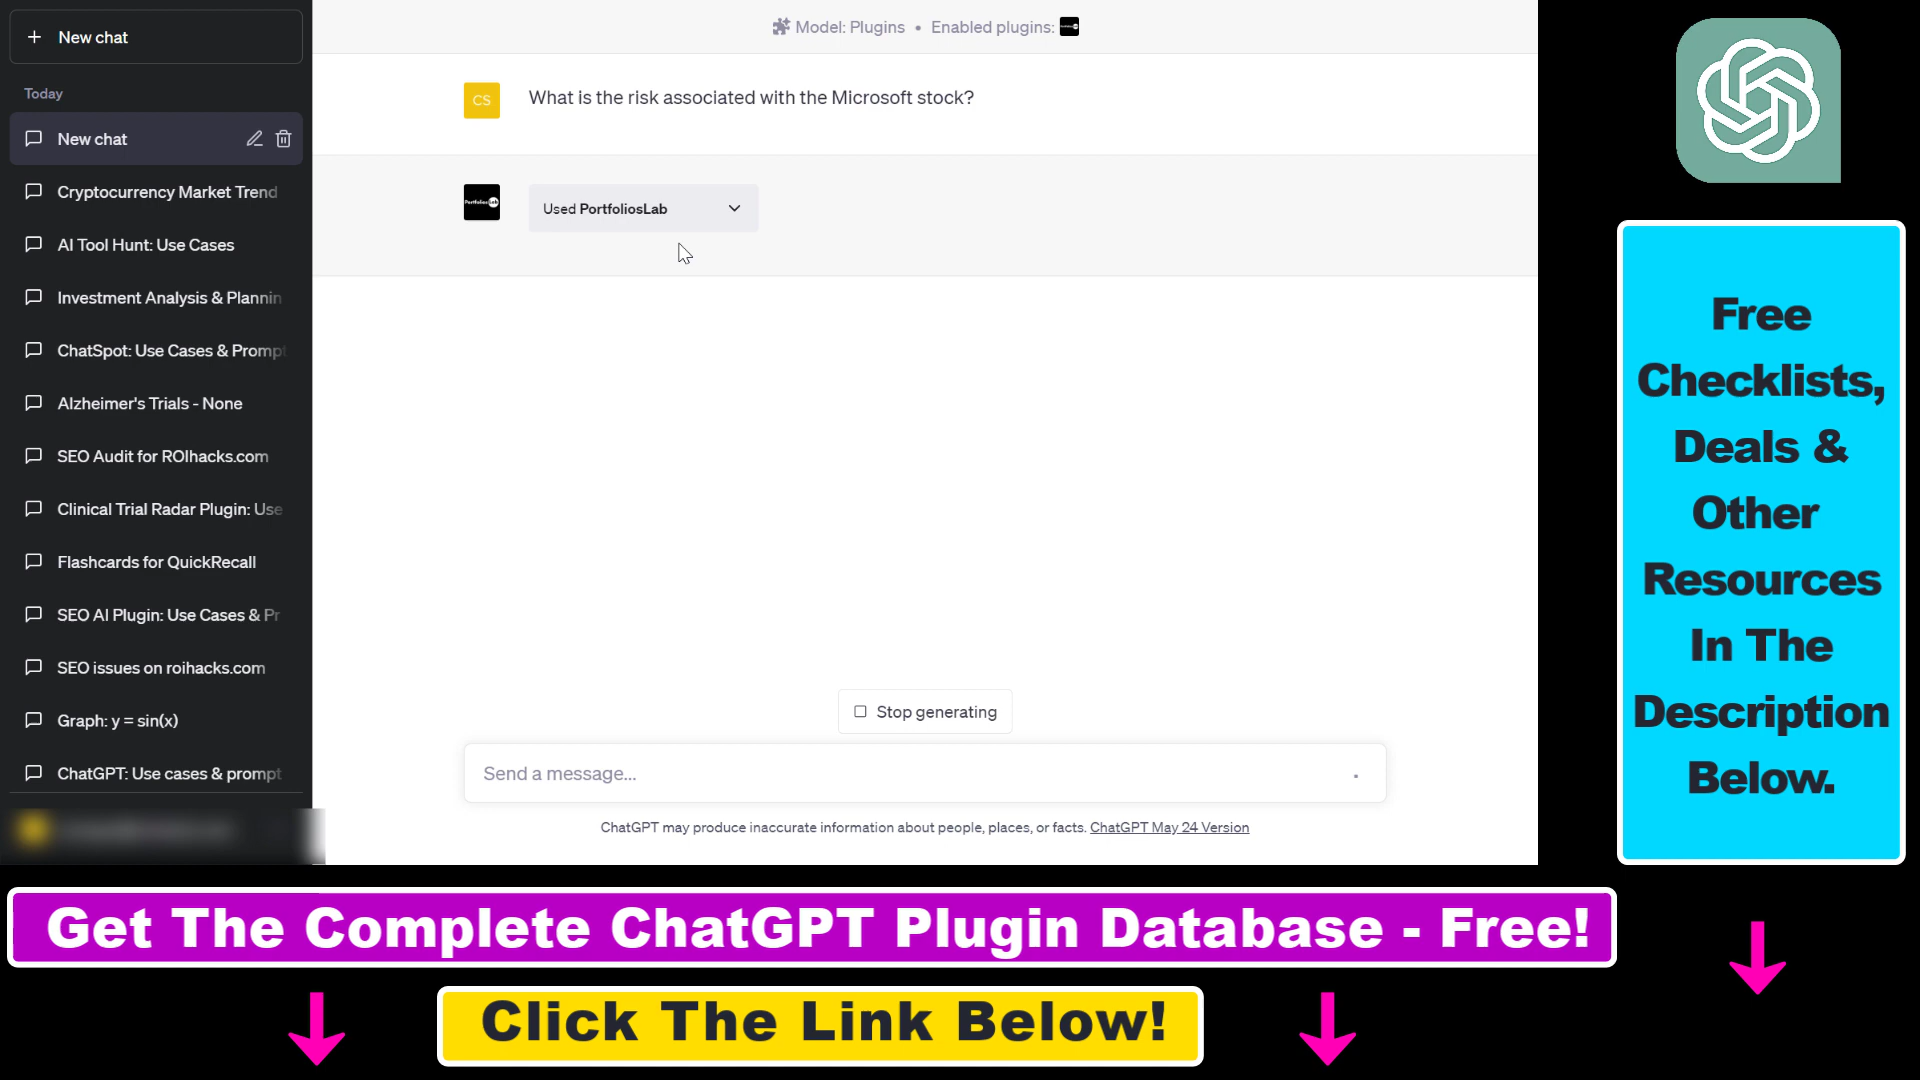 New chat
Today
New chat
Cryptocurrency Market Trend
AI Tool Hunt: Use Cases
Investment Analysis & Plannin
ChatSpot: Use Cases & Prompt
Alzheimer's Trials - None
SEO Audit for ROIhacks.com
Clinical Trial Radar Plugin: Use
Flashcards for QuickRecall
SEO AI Plugin: Use Cases & Pr
SEO issues on roihacks.com
Graph: y = sin(x)
ChatGPT: Use cases & prompt
Model: Plugins • Enabled plugins:
CS
What is the risk associated with the Microsoft stock?
PortfoliosLab
Used PortfoliosLab
Stop generating
Send a message...
ChatGPT may produce inaccurate information about people, places, or facts. ChatGPT May 24 Version
Free
Checklists,
Deals &
Other
Resources
In The
Description
Below.
Get The Complete ChatGPT Plugin Database - Free!
Click The Link Below!